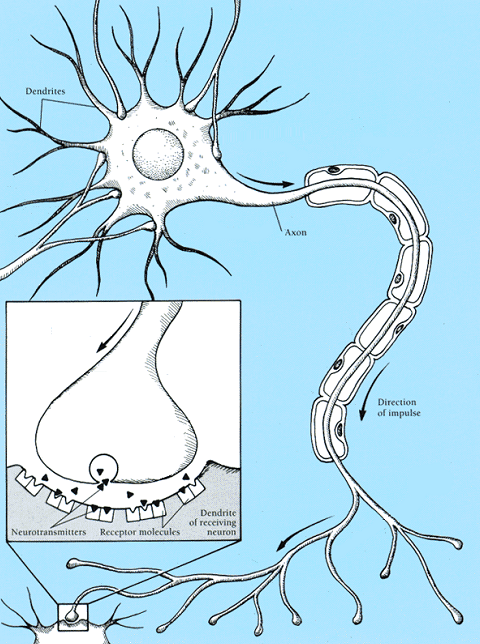 Dendrites
Axon
Direction
of impulse
Dendrite
of receiving
neuron
Neurotransmitters
Receptor molecules